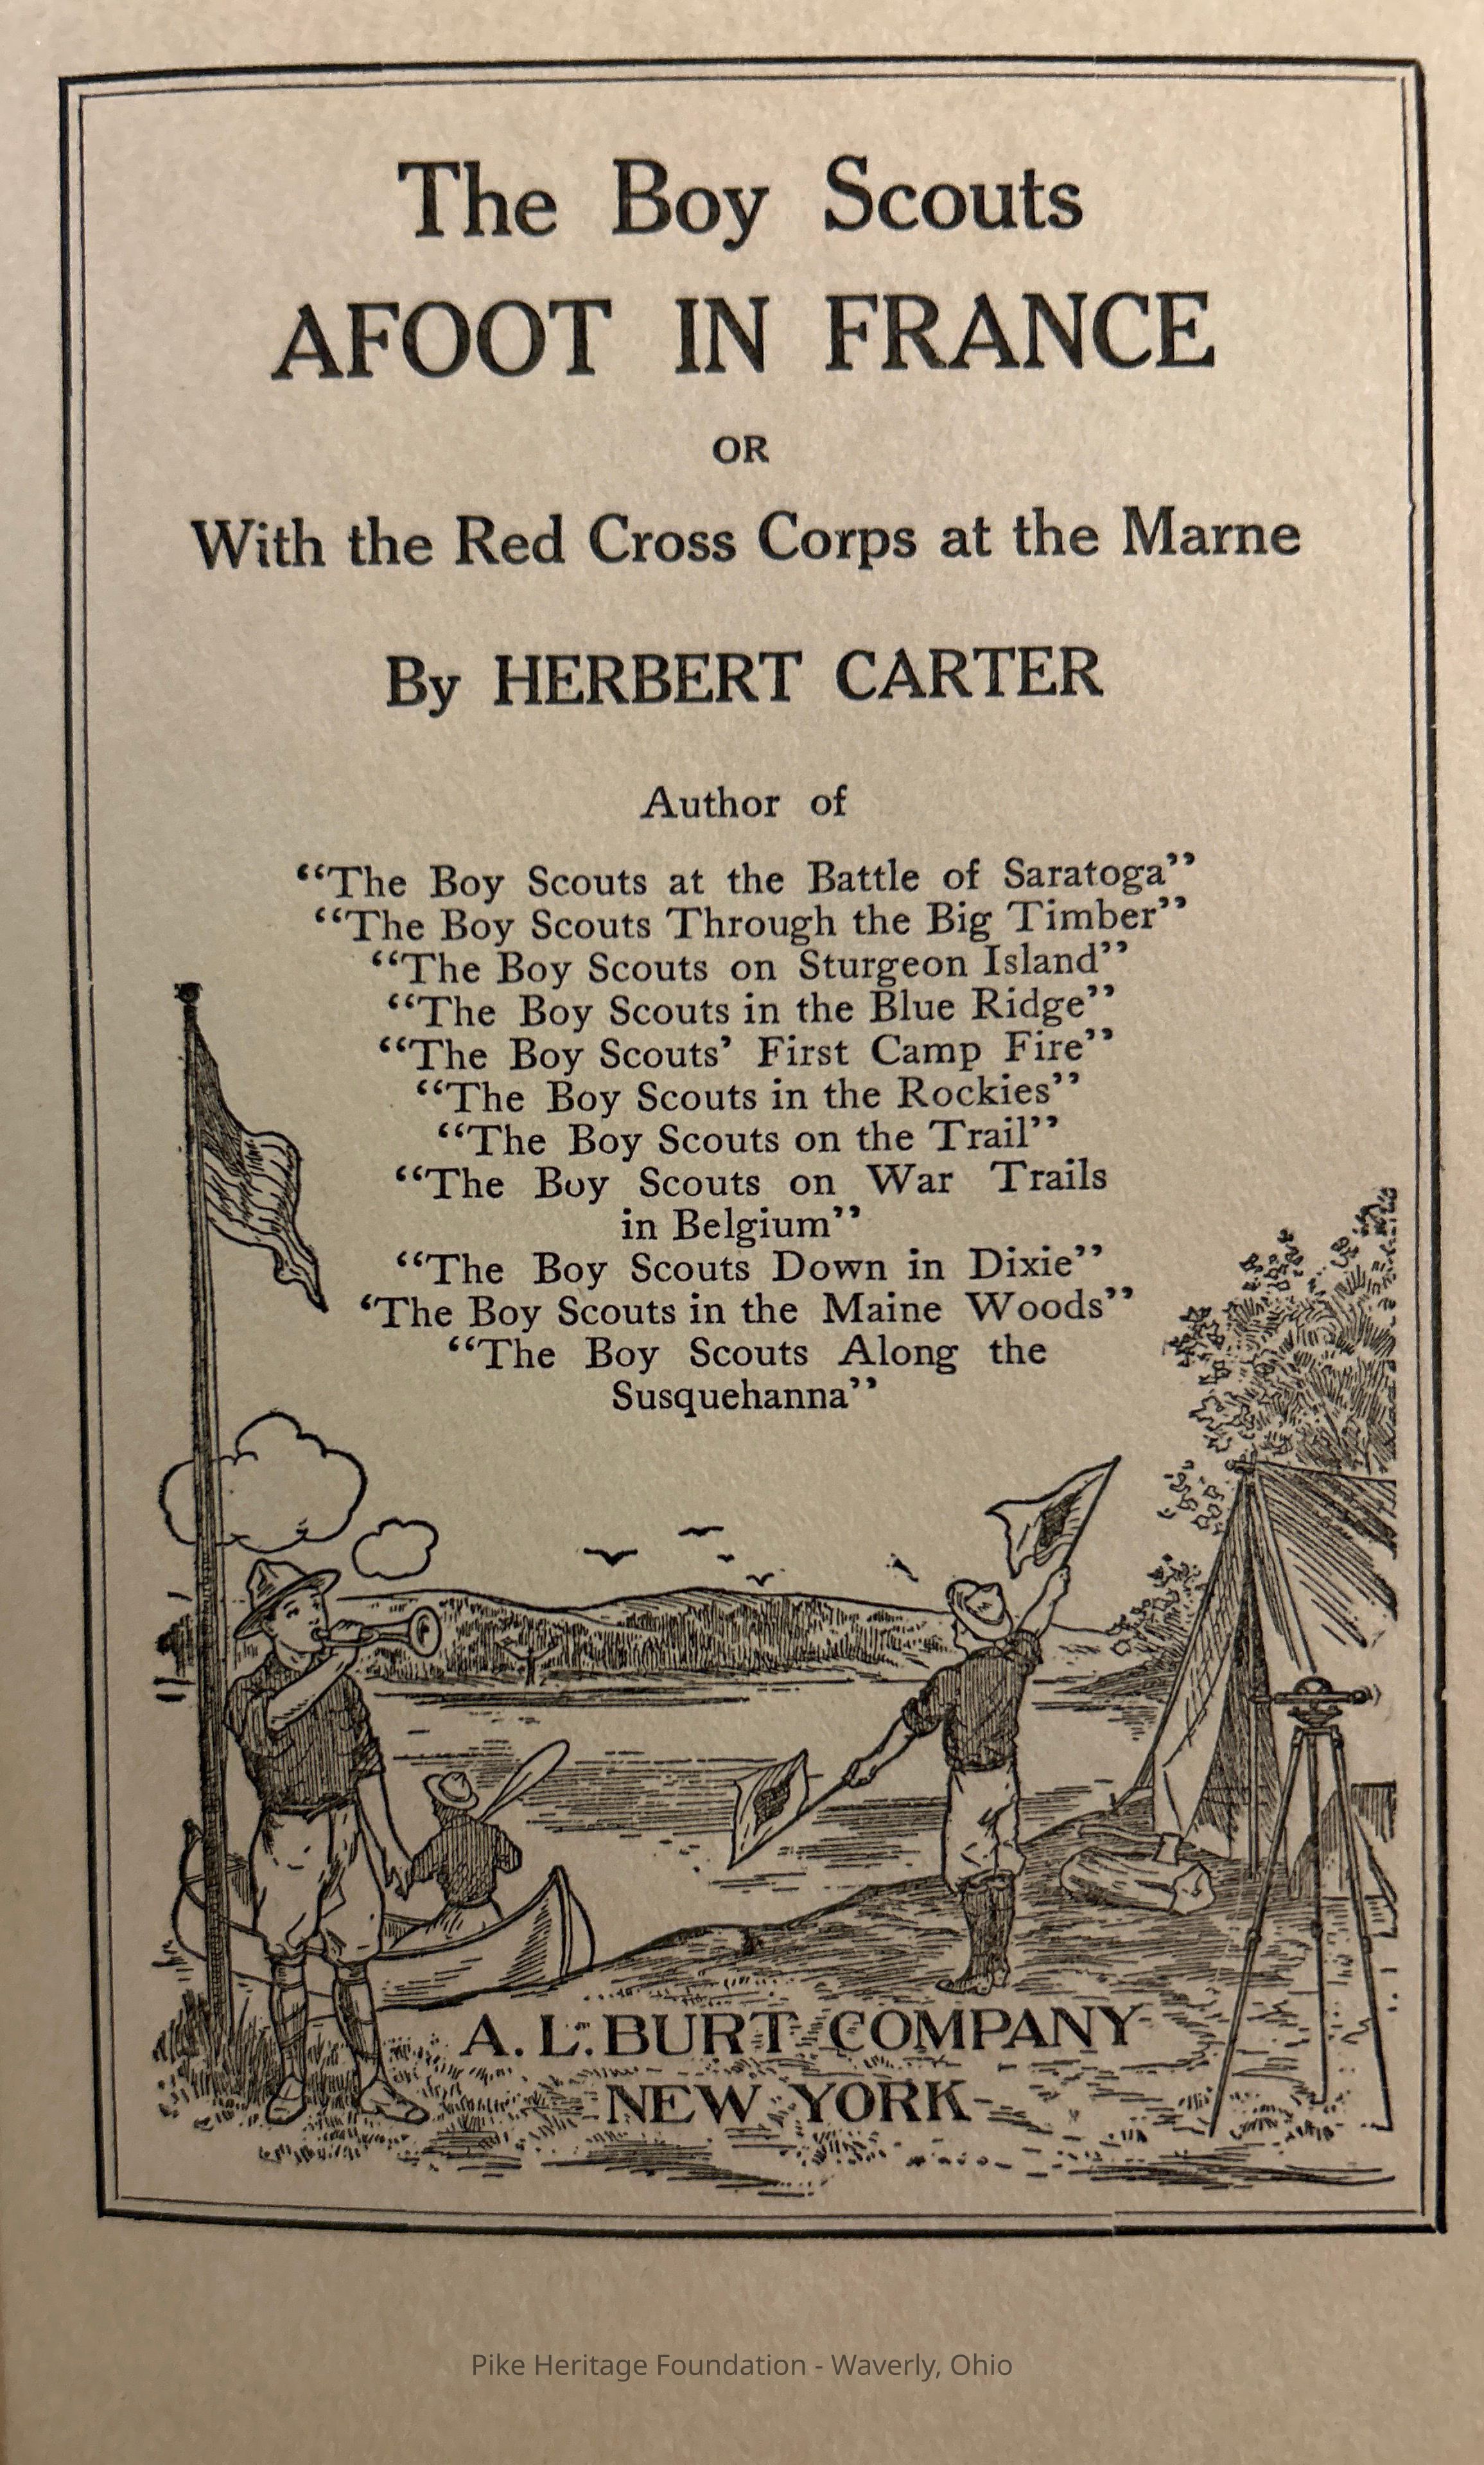 The Boy Scouts
AFOOT IN FRANCE
OR
With the Red Cross Corps at the Marne
By HERBERT CARTER
Author of
“The Boy Scouts at the Battle of Saratoga”
“The Boy Scouts Through the Big Timber”
“The Boy Scouts on Sturgeon Island”
“The Boy Scouts in the Blue Ridge”
“The Boy Scouts’ First Camp Fire”
“The Boy Scouts in the Rockies”
“The Boy Scouts on the Trail”
“The Boy Scouts on War Trails
in Belgium”
“The Boy Scouts Down in Dixie”
‘The Boy Scouts in the Maine Woods”
“The Boy Scouts Along the
Susquehanna”
A. L. BURT COMPANY
NEW YORK
Pike Heritage Foundation - Waverly, Ohio